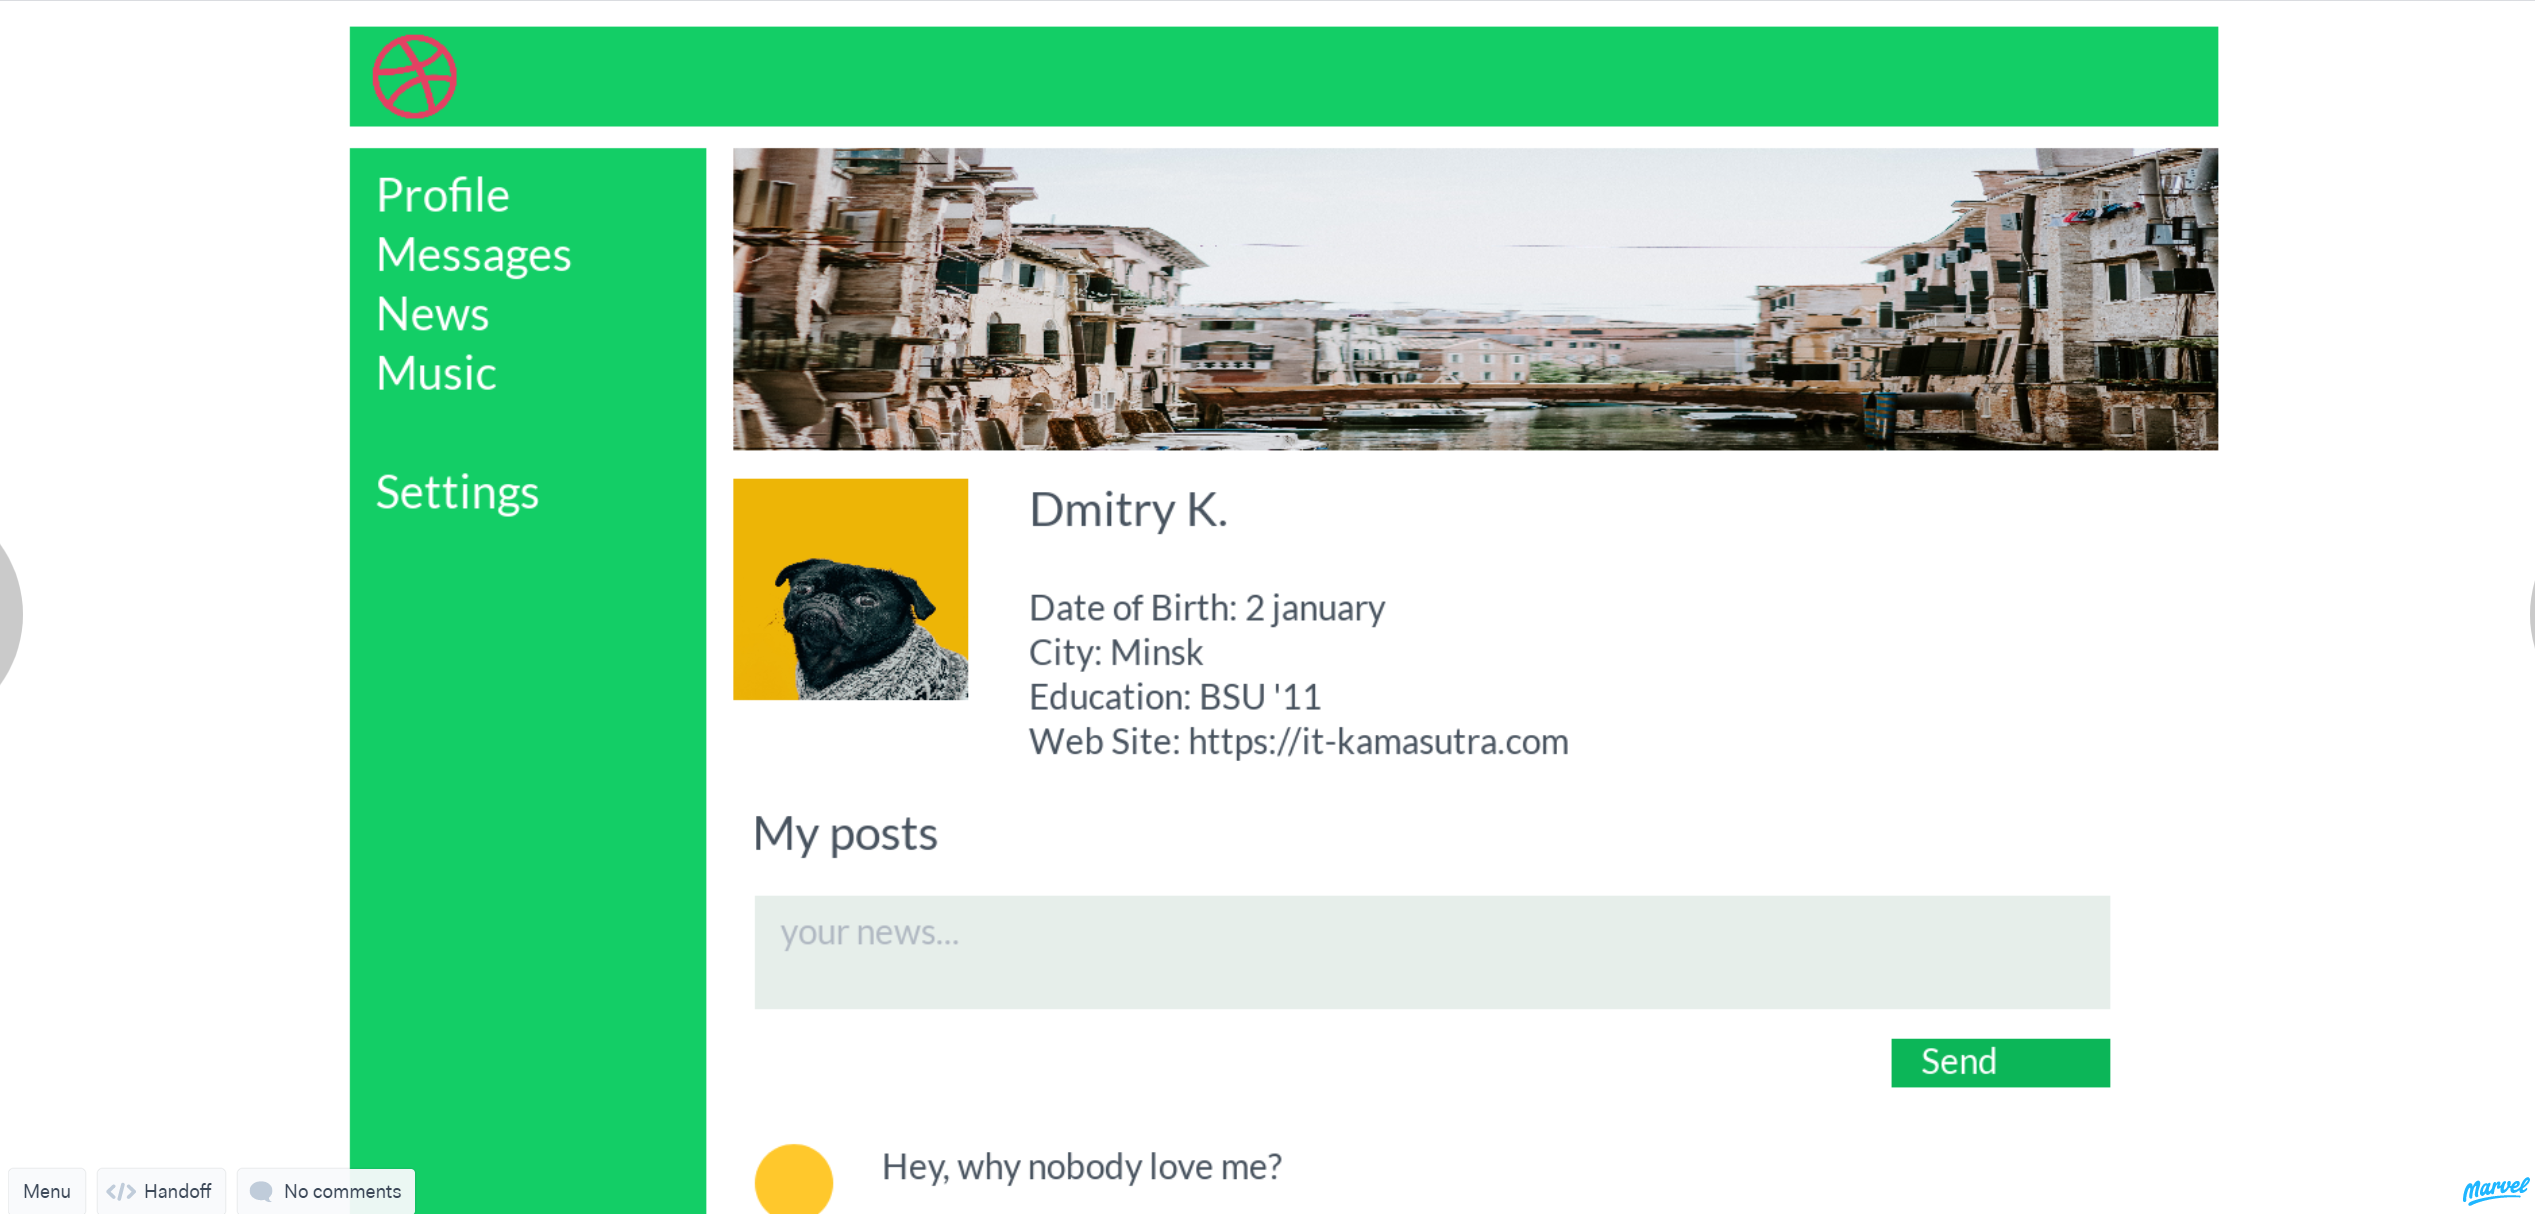 Profile
Messages
News
Music
Settings
Dmitry K.
Date of Birth: 2 january
City: Minsk
Education: BSU '11
Web Site: https://it-kamasutra.com
My posts
your news...
Send
Hey, why nobody love me?
Menu
</> Handoff
No comments
Marvel